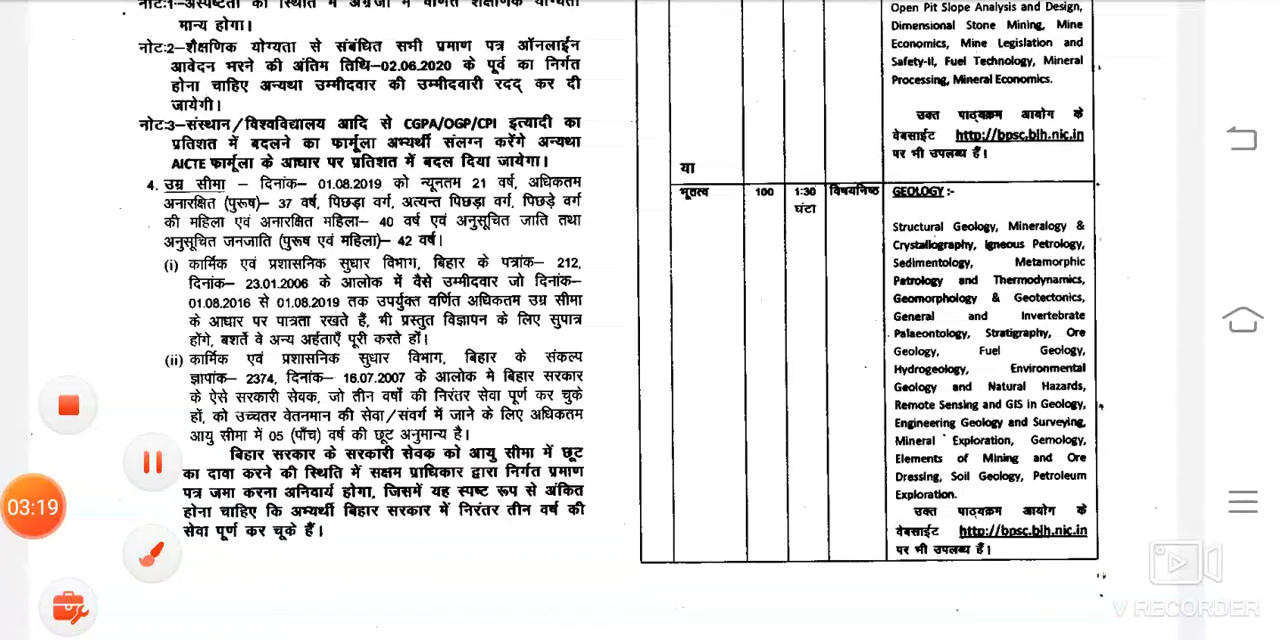 नोटः1-अस्पष्टता की स्थिति में अंग्रेजी में वर्णित शैक्षणिक योग्यता
मान्य होगा।
नोटः2-शैक्षणिक योग्यता से संबंधित सभी प्रमाण पत्र ऑनलाईन
आवेदन भरने की अंतिम तिथि-02.06.2020 के पूर्व का निर्गत
होना चाहिए अन्यथा उम्मीदवार की उम्मीदवारी रदद् कर दी
जायेगी।
नोटः3-संस्थान/विश्वविद्यालय आदि से CGPA/OGP/CPI इत्यादी का
प्रतिशत में बदलने का फार्मूला अभ्यर्थी संलग्न करेंगे अन्यथा
AICTE फार्मूला के आधार पर प्रतिशत में बदल दिया जायेगा।
4. उम्र सीमा – दिनांक- 01.08.2019 को न्यूनतम 21 वर्ष, अधिकतम
अनारक्षित (पुरूष)- 37 वर्ष, पिछड़ा वर्ग, अत्यन्त पिछड़ा वर्ग, पिछड़े वर्ग
की महिला एवं अनारक्षित महिला- 40 वर्ष एवं अनुसूचित जाति तथा
अनुसूचित जनजाति (पुरूष एवं महिला)- 42 वर्ष।
(i) कार्मिक एवं प्रशासनिक सुधार विभाग, बिहार के पत्रांक- 212,
दिनांक- 23.01.2006 के आलोक में वैसे उम्मीदवार जो दिनांक-
01.08.2016 से 01.08.2019 तक उपर्युक्त वर्णित अधिकतम उम्र सीमा
के आधार पर पात्रता रखते हैं, भी प्रस्तुत विज्ञापन के लिए सुपात्र
होंगे, बशर्ते वे अन्य अर्हताएँ पूरी करते हों।
(ii) कार्मिक एवं प्रशासनिक सुधार विभाग, बिहार के संकल्प
ज्ञापांक- 2374, दिनांक- 16.07.2007 के आलोक मे बिहार सरकार
के ऐसे सरकारी सेवक, जो तीन वर्षो की निरंतर सेवा पूर्ण कर चुके
हों, को उच्चतर वेतनमान की सेवा/संवर्ग में जाने के लिए अधिकतम
आयु सीमा में 05 (पाँच) वर्ष की छूट अनुमान्य है।
बिहार सरकार के सरकारी सेवक को आयु सीमा में छूट
का दावा करने की स्थिति में सक्षम प्राधिकार द्वारा निर्गत प्रमाण
पत्र जमा करना अनिवार्य होगा, जिसमें यह स्पष्ट रूप से अंकित
होना चाहिए कि अभ्यर्थी बिहार सरकार में निरंतर तीन वर्ष की
सेवा पूर्ण कर चूके हैं।
Open Pit Slope Analysis and Design,
Dimensional Stone Mining, Mine
Economics, Mine Legislation and
Safety-II, Fuel Technology, Mineral
Processing, Mineral Economics.
उक्त पाठ्यक्रम आयोग के
वेबसाईट http://bpsc.bih.nic.in
पर भी उपलब्ध हैं।
या
भूतत्व 100 1:30 विषयनिष्ठ
घंटा
GEOLOGY :-
Structural Geology, Mineralogy &
Crystallography, Igneous Petrology,
Sedimentology, Metamorphic
Petrology and Thermodynamics,
Geomorphology & Geotectonics,
General and Invertebrate
Palaeontology, Stratigraphy, Ore
Geology, Fuel Geology,
Hydrogeology, Environmental
Geology and Natural Hazards,
Remote Sensing and GIS in Geology,
Engineering Geology and Surveying,
Mineral Exploration, Gemology,
Elements of Mining and Ore
Dressing, Soil Geology, Petroleum
Exploration.
उक्त पाठ्यक्रम आयोग के
वेबसाईट http://bpsc.bih.nic.in
पर भी उपलब्ध हैं।
03:19
V RECORDER